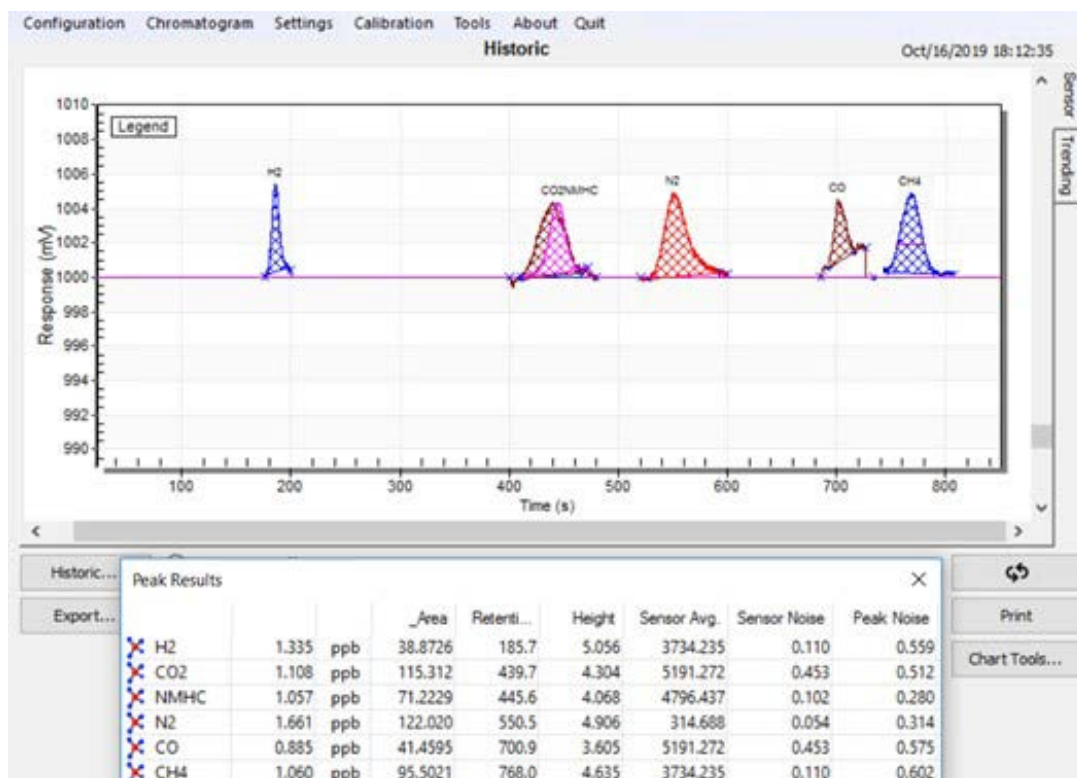 Configuration Chromatogram Settings Calibration Tools About Quit
Historic
Oct/16/2019 18:12:35
Sensor
Trending
Legend
1010
1008
1006
1004
1002
1000
998
996
994
992
990
Response (mV)
H2
CO2NMHC
N2
CO
CH4
100 200 300 400 500 600 700 800
Time (s)
Historic...
Export...
Print
Chart Tools...
Peak Results
_Area Retenti... Height Sensor Avg. Sensor Noise Peak Noise
H2 1.335 ppb 38.8726 185.7 5.056 3734.235 0.110 0.559
CO2 1.108 ppb 115.312 439.7 4.304 5191.272 0.453 0.512
NMHC 1.057 ppb 71.2229 445.6 4.068 4796.437 0.102 0.280
N2 1.661 ppb 122.020 550.5 4.906 314.688 0.054 0.314
CO 0.885 ppb 41.4595 700.9 3.605 5191.272 0.453 0.575
CH4 1.060 ppb 95.5021 768.0 4.635 3734.235 0.110 0.602